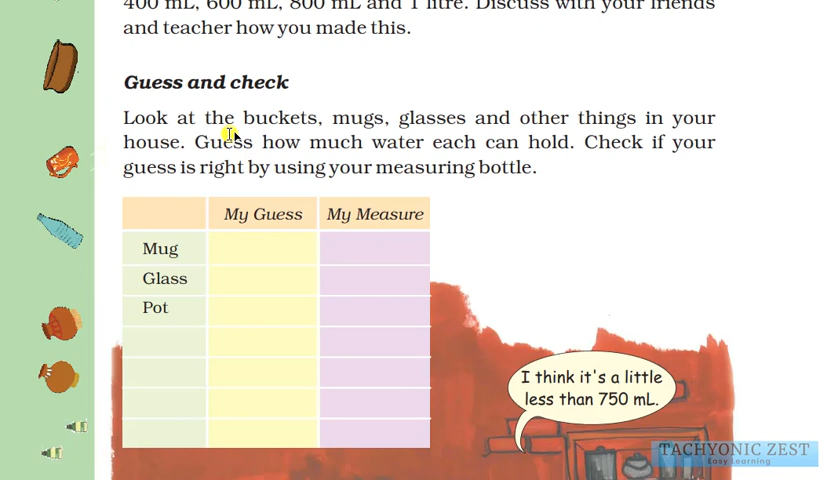 400 mL, 600 mL, 800 mL and 1 litre. Discuss with your friends
and teacher how you made this.
Guess and check
Look at the buckets, mugs, glasses and other things in your
house. Guess how much water each can hold. Check if your
guess is right by using your measuring bottle.
My Guess My Measure
Mug
Glass
Pot
I think it's a little
less than 750 mL.
TACHYONIC ZEST
Easy Learning